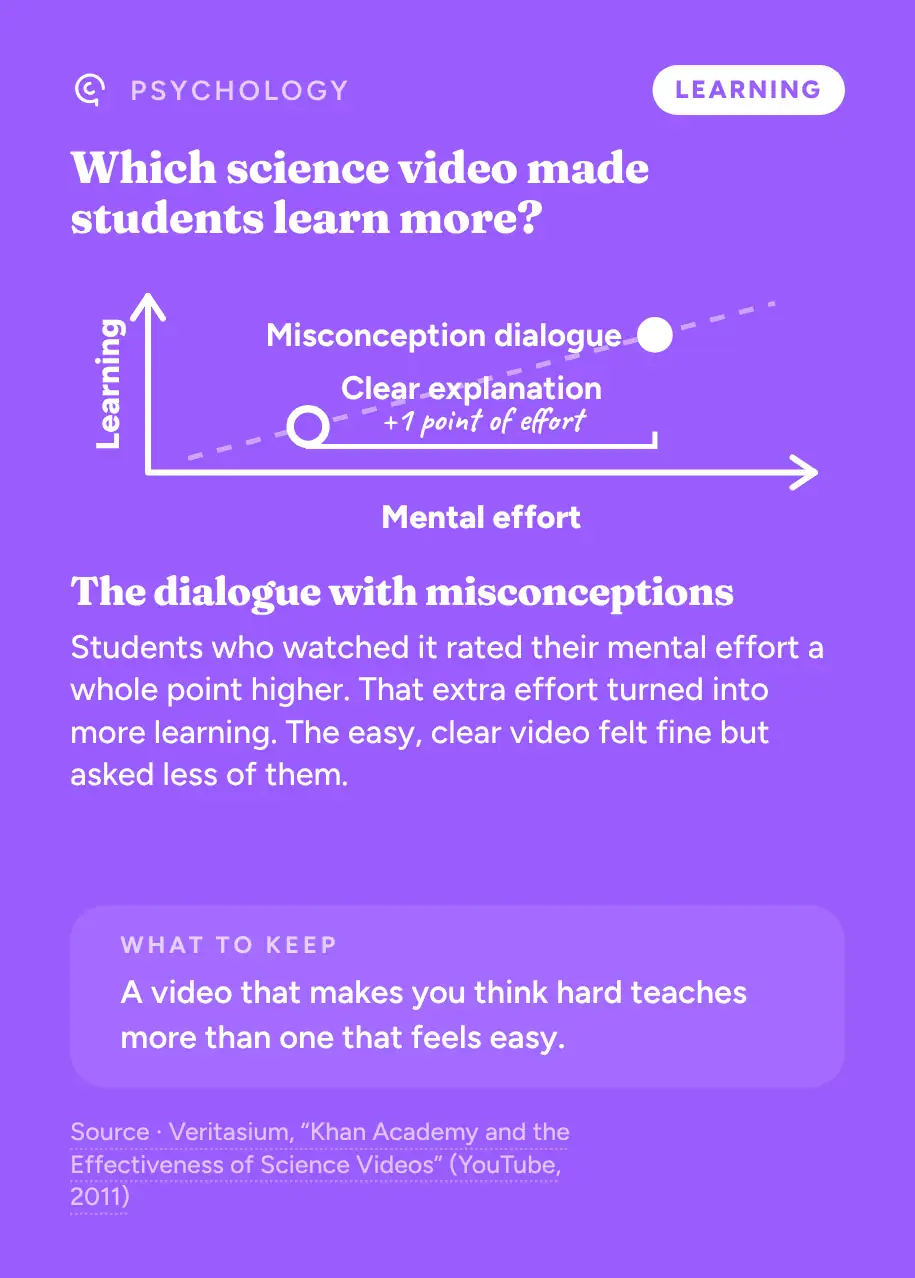 PSYCHOLOGY
LEARNING
Which science video made
students learn more?
Learning
Misconception dialogue
Clear explanation
+1 point of effort
Mental effort
The dialogue with misconceptions
Students who watched it rated their mental effort a
whole point higher. That extra effort turned into
more learning. The easy, clear video felt fine but
asked less of them.
WHAT TO KEEP
A video that makes you think hard teaches
more than one that feels easy.
Source · Veritasium, “Khan Academy and the
Effectiveness of Science Videos” (YouTube,
2011)